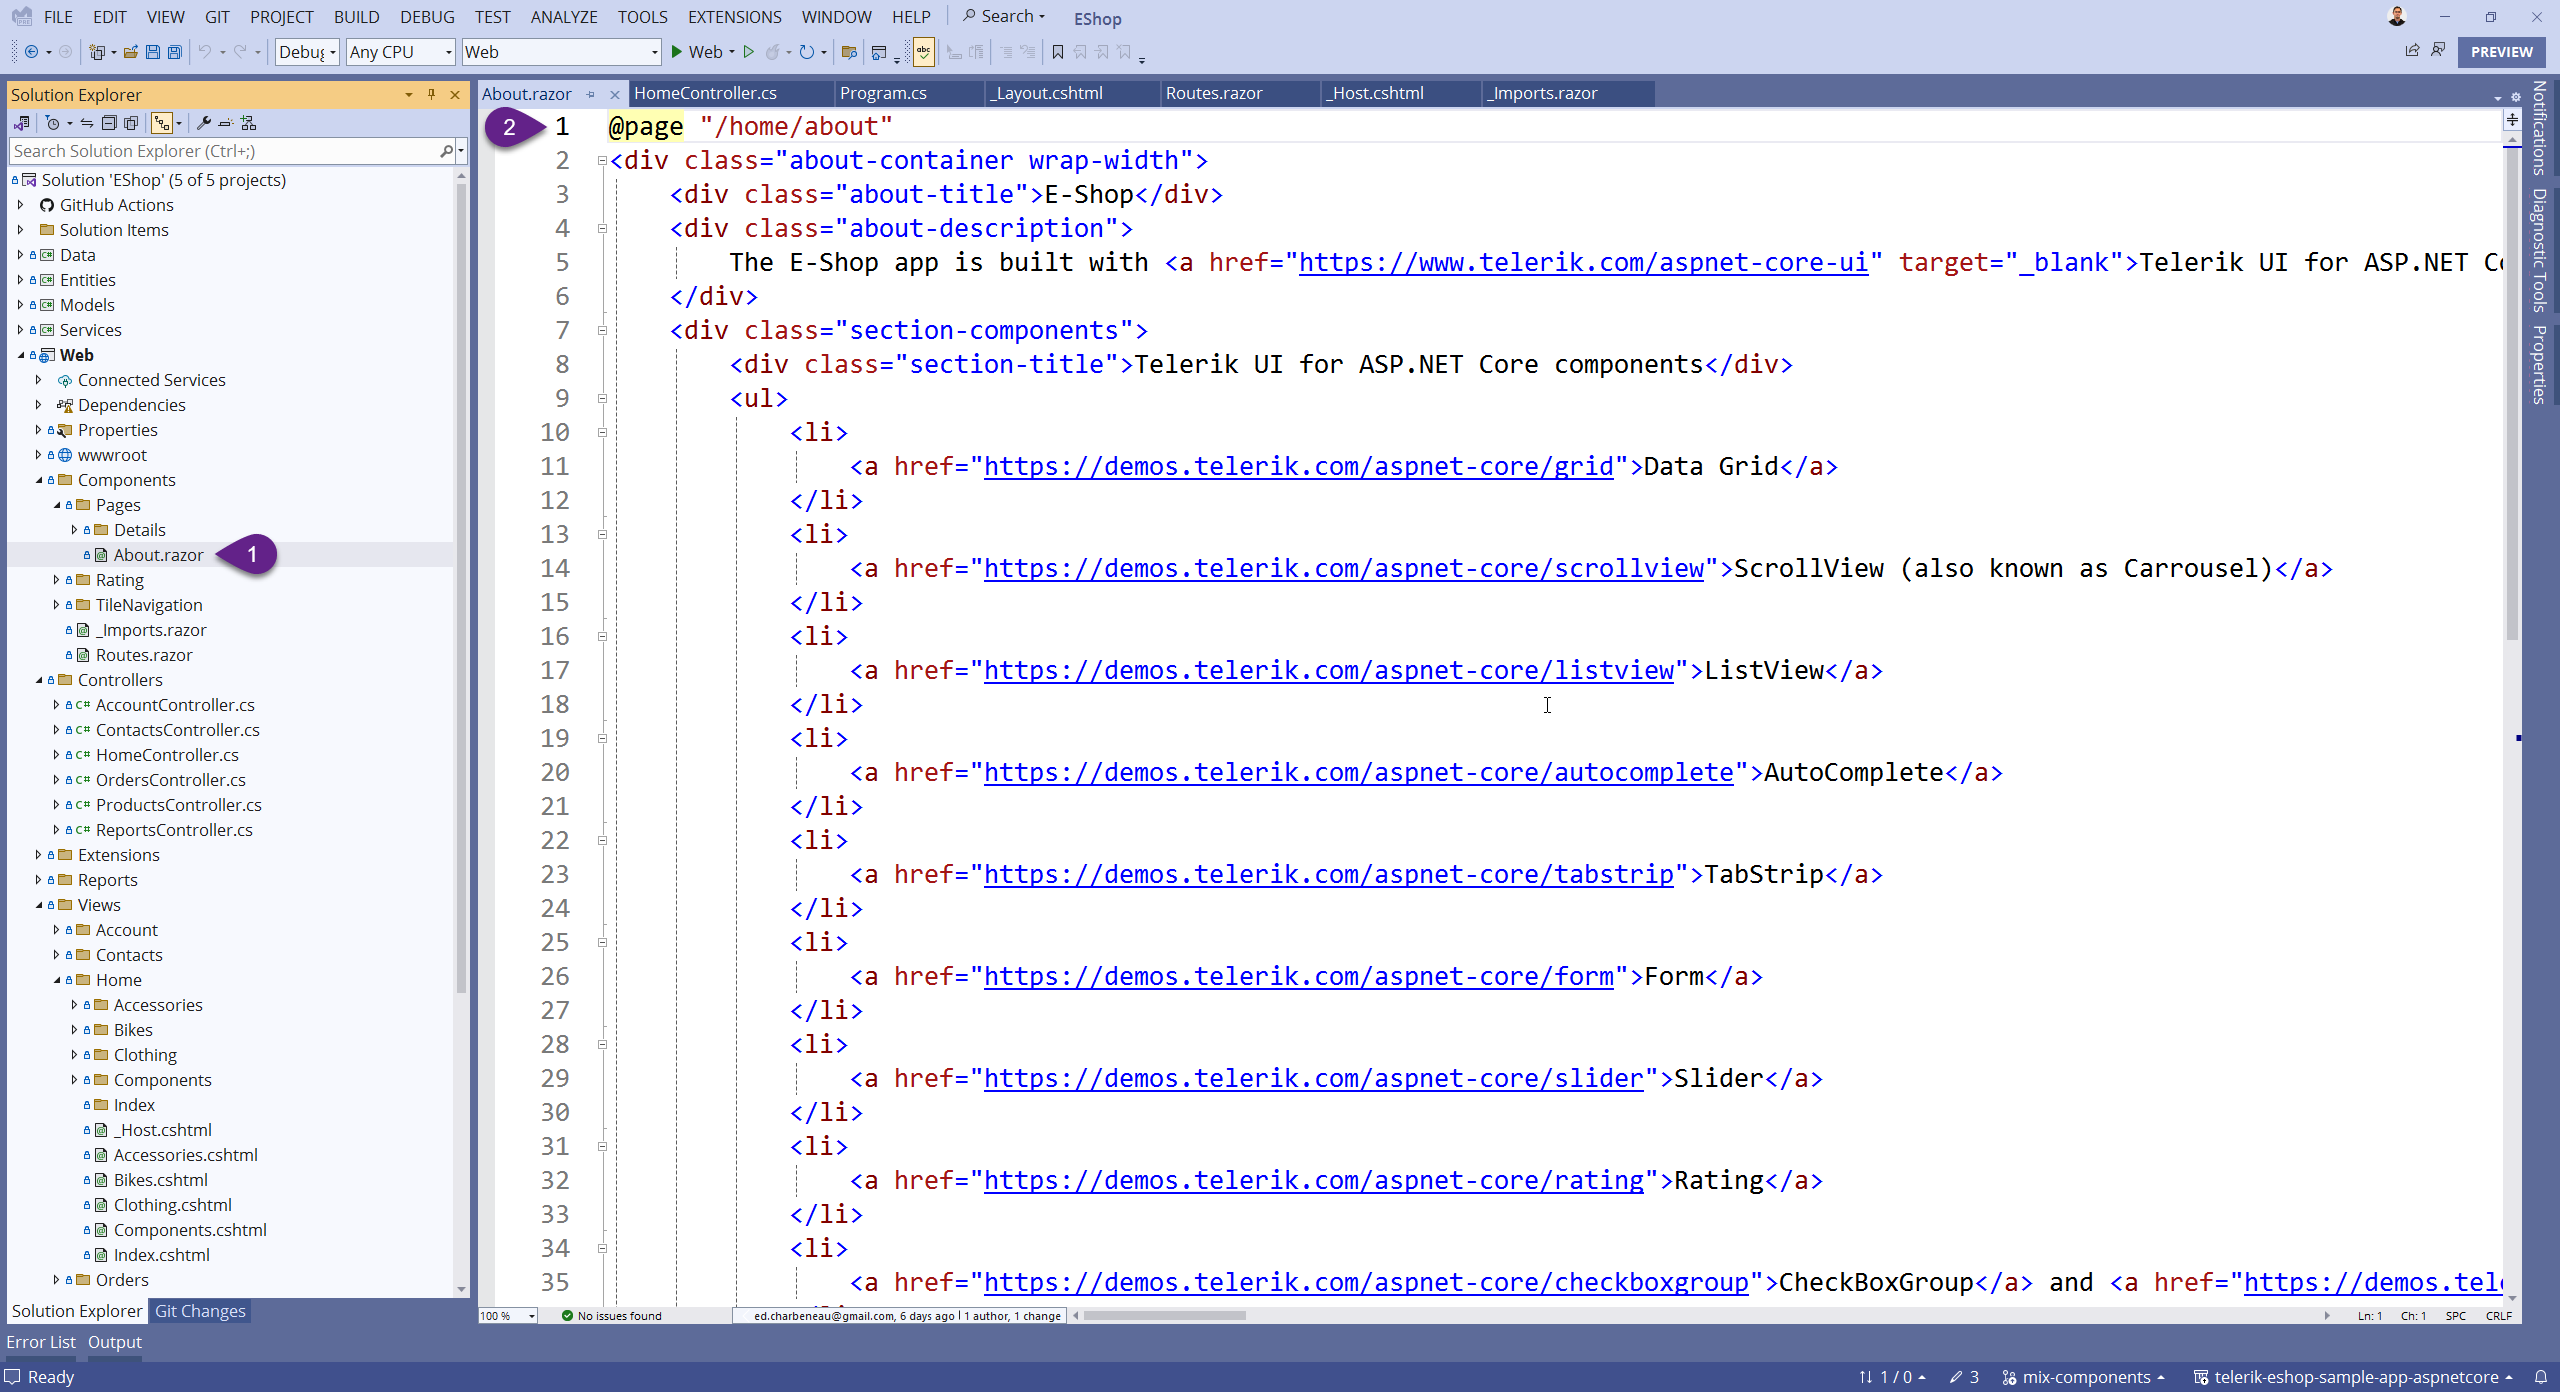 FILE EDIT VIEW GIT PROJECT BUILD DEBUG TEST ANALYZE TOOLS EXTENSIONS WINDOW HELP Search EShop
Debug Any CPU Web Web PREVIEW
Solution Explorer
Search Solution Explorer (Ctrl+;)
Solution 'EShop' (5 of 5 projects)
GitHub Actions
Solution Items
Data
Entities
Models
Services
Web
Connected Services
Dependencies
Properties
wwwroot
Components
Pages
Details
About.razor 1
Rating
TileNavigation
_Imports.razor
Routes.razor
Controllers
C# AccountController.cs
C# ContactsController.cs
C# HomeController.cs
C# OrdersController.cs
C# ProductsController.cs
C# ReportsController.cs
Extensions
Reports
Views
Account
Contacts
Home
Accessories
Bikes
Clothing
Components
Index
_Host.cshtml
Accessories.cshtml
Bikes.cshtml
Clothing.cshtml
Components.cshtml
Index.cshtml
Orders
Solution Explorer Git Changes
About.razor HomeController.cs Program.cs _Layout.cshtml Routes.razor _Host.cshtml _Imports.razor
2 1 @page "/home/about"
2 <div class="about-container wrap-width">
3 <div class="about-title">E-Shop</div>
4 <div class="about-description">
5 The E-Shop app is built with <a href="https://www.telerik.com/aspnet-core-ui" target="_blank">Telerik UI for ASP.NET Co
6 </div>
7 <div class="section-components">
8 <div class="section-title">Telerik UI for ASP.NET Core components</div>
9 <ul>
10 <li>
11 <a href="https://demos.telerik.com/aspnet-core/grid">Data Grid</a>
12 </li>
13 <li>
14 <a href="https://demos.telerik.com/aspnet-core/scrollview">ScrollView (also known as Carrousel)</a>
15 </li>
16 <li>
17 <a href="https://demos.telerik.com/aspnet-core/listview">ListView</a>
18 </li>
19 <li>
20 <a href="https://demos.telerik.com/aspnet-core/autocomplete">AutoComplete</a>
21 </li>
22 <li>
23 <a href="https://demos.telerik.com/aspnet-core/tabstrip">TabStrip</a>
24 </li>
25 <li>
26 <a href="https://demos.telerik.com/aspnet-core/form">Form</a>
27 </li>
28 <li>
29 <a href="https://demos.telerik.com/aspnet-core/slider">Slider</a>
30 </li>
31 <li>
32 <a href="https://demos.telerik.com/aspnet-core/rating">Rating</a>
33 </li>
34 <li>
35 <a href="https://demos.telerik.com/aspnet-core/checkboxgroup">CheckBoxGroup</a> and <a href="https://demos.tele
100 % No issues found ed.charbeneau@gmail.com, 6 days ago | 1 author, 1 change Ln: 1 Ch: 1 SPC CRLF
Notifications
Diagnostic Tools
Properties
Error List Output
Ready 1 / 0 3 mix-components telerik-eshop-sample-app-aspnetcore